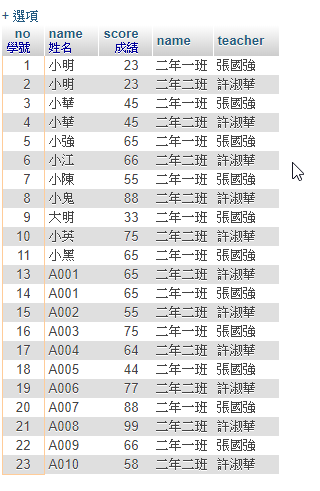 + 選項
no name score name teacher
學號 姓名 成績
1 小明 23 二年一班 張國強
2 小明 23 二年二班 許淑華
3 小華 45 二年一班 張國強
4 小華 45 二年二班 許淑華
5 小強 65 二年一班 張國強
6 小江 66 二年二班 許淑華
7 小陳 55 二年一班 張國強
8 小鬼 88 二年二班 許淑華
9 大明 33 二年一班 張國強
10 小英 75 二年二班 許淑華
11 小黑 65 二年一班 張國強
13 A001 65 二年二班 許淑華
14 A001 65 二年一班 張國強
15 A002 55 二年二班 許淑華
16 A003 75 二年一班 張國強
17 A004 64 二年二班 許淑華
18 A005 44 二年一班 張國強
19 A006 77 二年二班 許淑華
20 A007 88 二年一班 張國強
21 A008 99 二年二班 許淑華
22 A009 66 二年一班 張國強
23 A010 58 二年二班 許淑華